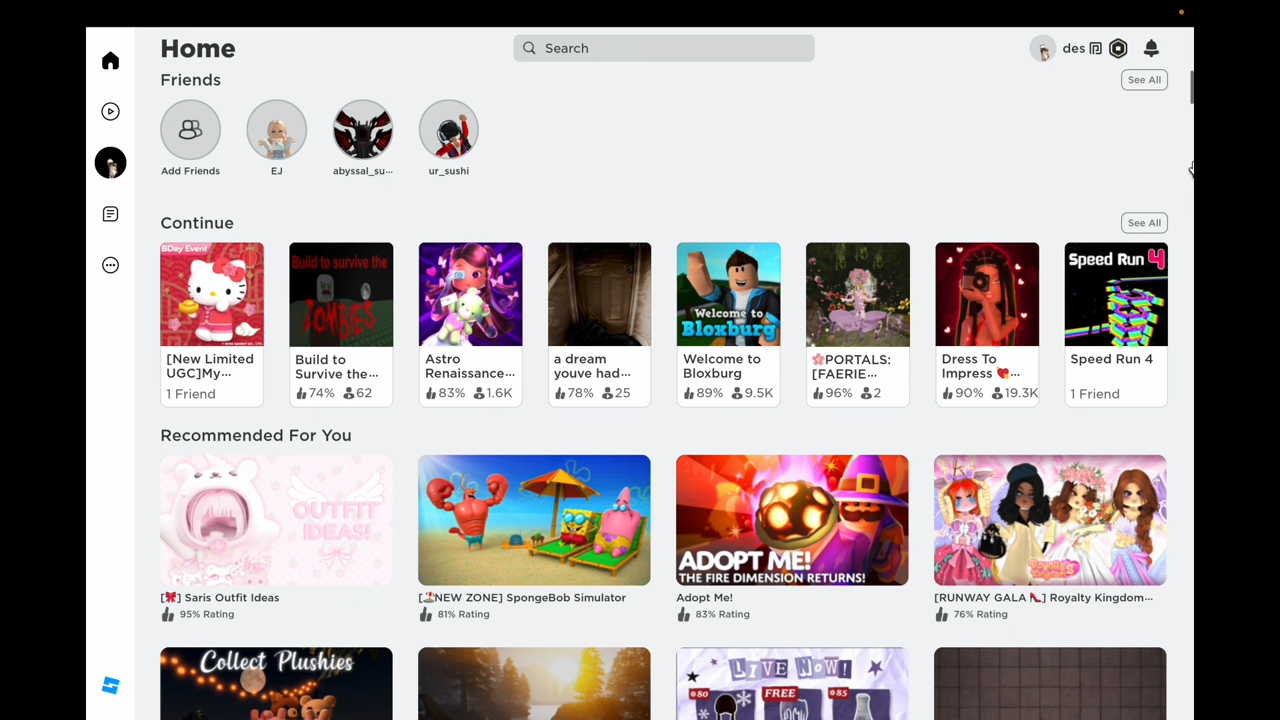 Home
Search
des
Friends
See All
Add Friends
EJ
abyssal_su...
ur_sushi
Continue
See All
BDay Event
Build to survive the
ZOMBIES
Welcome to
Bloxburg
Speed Run 4
[New Limited
UGC]My...
1 Friend
Build to
Survive the...
74% 62
Astro
Renaissance...
83% 1.6K
a dream
youve had...
78% 25
Welcome to
Bloxburg
89% 9.5K
🌸PORTALS:
[FAERIE...
96% 2
Dress To
Impress 💘...
90% 19.3K
Speed Run 4
1 Friend
Recommended For You
OUTFIT
IDEAS!
ADOPT ME!
THE FIRE DIMENSION RETURNS!
[🎀] Saris Outfit Ideas
95% Rating
[🏖️NEW ZONE] SpongeBob Simulator
81% Rating
Adopt Me!
83% Rating
[RUNWAY GALA 👠] Royalty Kingdom...
76% Rating
Collect Plushies
LIVE NOW!
80
FREE
85